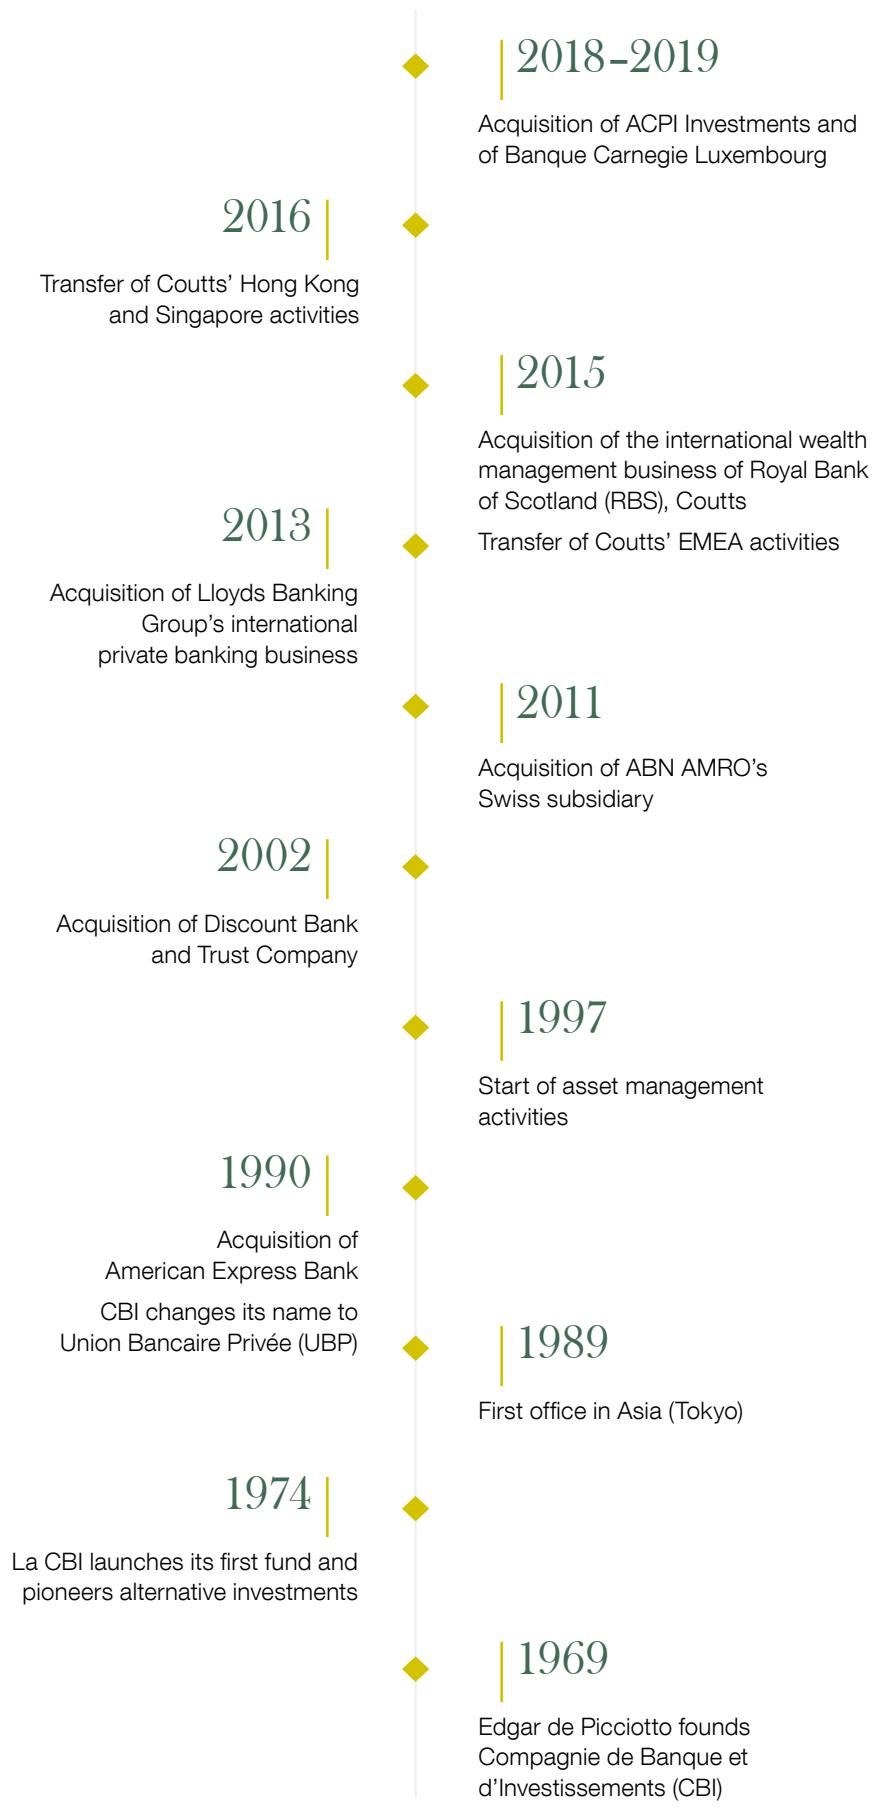 2018–2019
Acquisition of ACPI Investments and
of Banque Carnegie Luxembourg
2016
Transfer of Coutts’ Hong Kong
and Singapore activities
2015
Acquisition of the international wealth
management business of Royal Bank
of Scotland (RBS), Coutts
Transfer of Coutts’ EMEA activities
2013
Acquisition of Lloyds Banking
Group’s international
private banking business
2011
Acquisition of ABN AMRO’s
Swiss subsidiary
2002
Acquisition of Discount Bank
and Trust Company
1997
Start of asset management
activities
1990
Acquisition of
American Express Bank
CBI changes its name to
Union Bancaire Privée (UBP)
1989
First office in Asia (Tokyo)
1974
La CBI launches its first fund and
pioneers alternative investments
1969
Edgar de Picciotto founds
Compagnie de Banque et
d’Investissements (CBI)